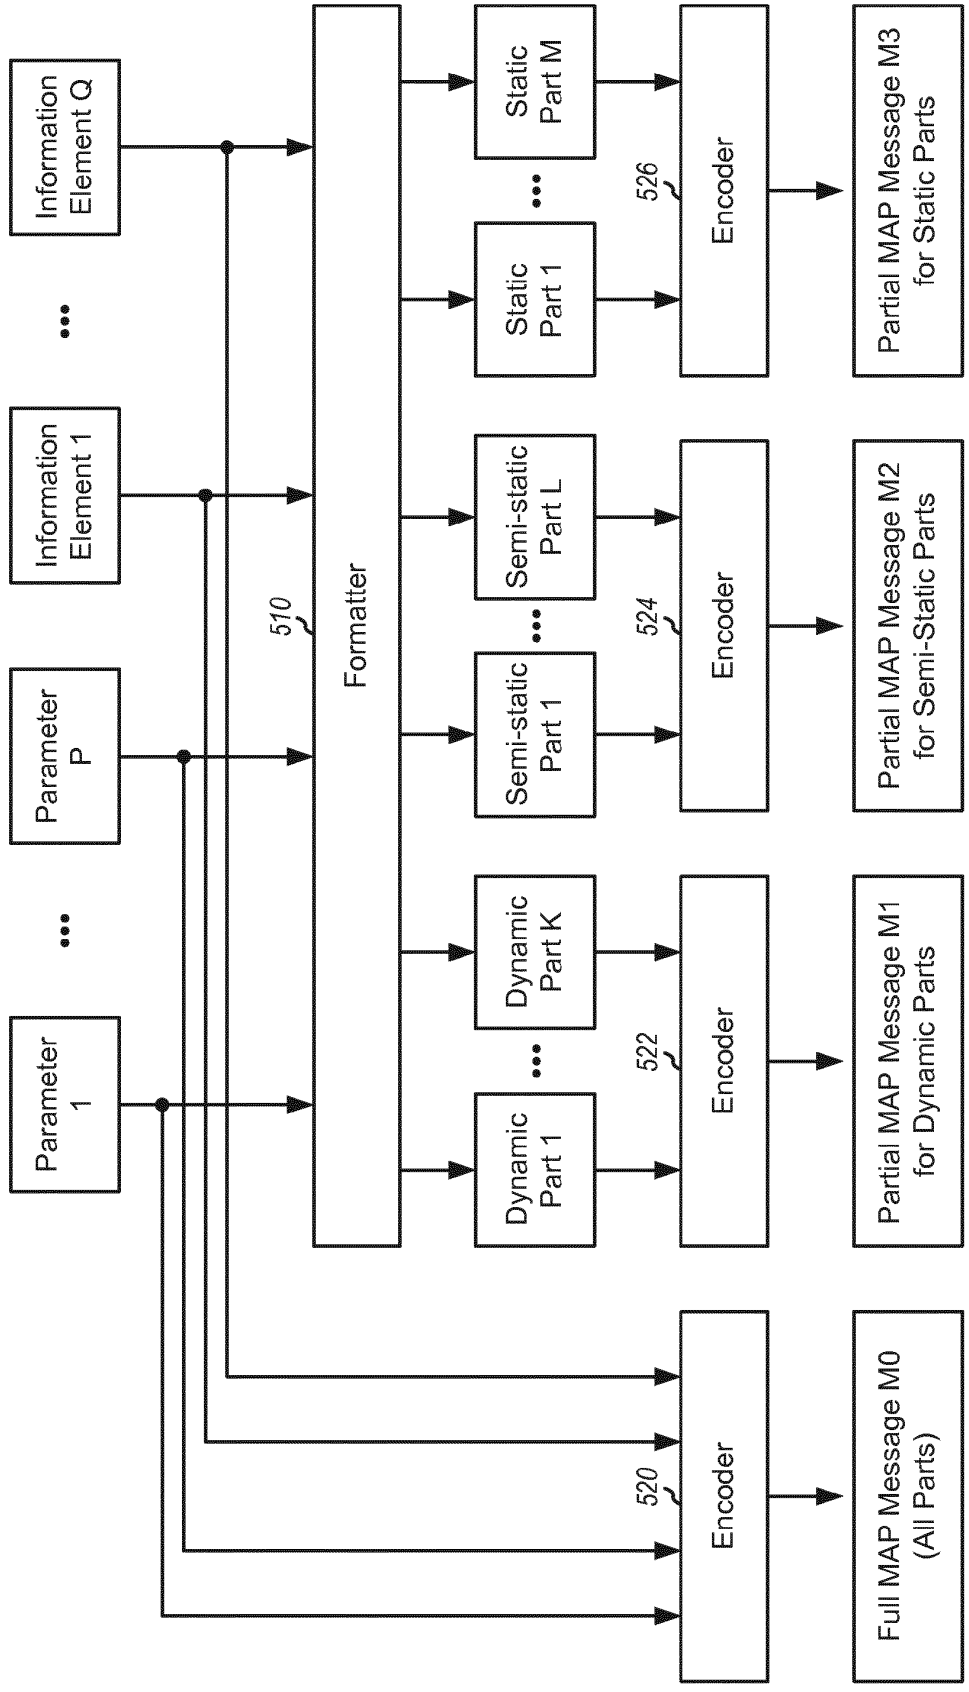 Parameter
1
...
Parameter
P
Information
Element 1
...
Information
Element Q
510
Formatter
Dynamic
Part 1
...
Dynamic
Part K
Semi-static
Part 1
...
Semi-static
Part L
Static
Part 1
...
Static
Part M
520
Encoder
522
Encoder
524
Encoder
526
Encoder
Full MAP Message M0
(All Parts)
Partial MAP Message M1
for Dynamic Parts
Partial MAP Message M2
for Semi-Static Parts
Partial MAP Message M3
for Static Parts